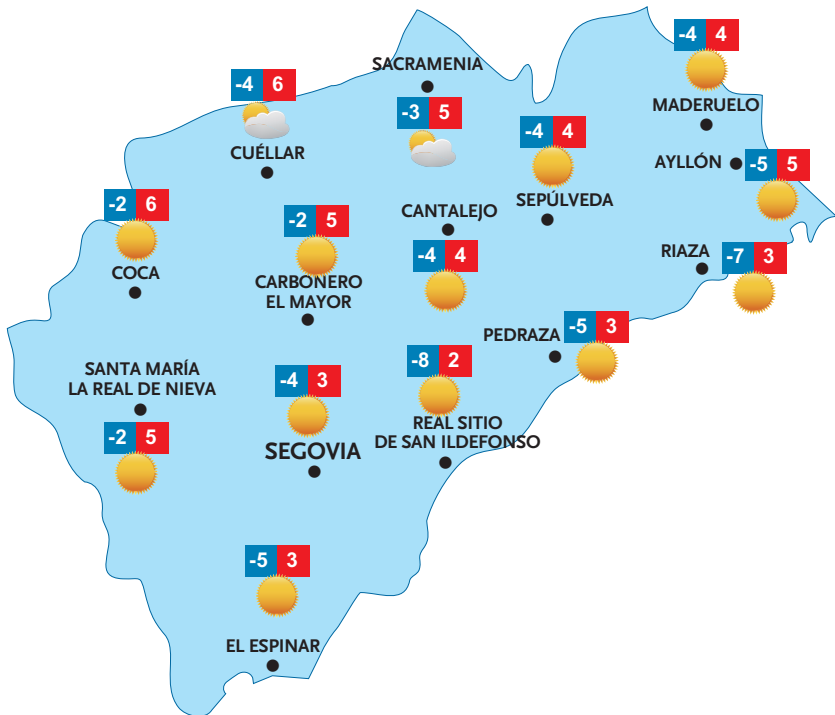 -4 4
MADERUELO
SACRAMENIA
-3 5
-4 6
CUÉLLAR
-4 4
SEPÚLVEDA
AYLLÓN
-5 5
-2 6
COCA
-2 5
CARBONERO
EL MAYOR
CANTALEJO
-4 4
RIAZA
-7 3
PEDRAZA
-5 3
SANTA MARÍA
LA REAL DE NIEVA
-2 5
-4 3
SEGOVIA
-8 2
REAL SITIO
DE SAN ILDEFONSO
-5 3
EL ESPINAR